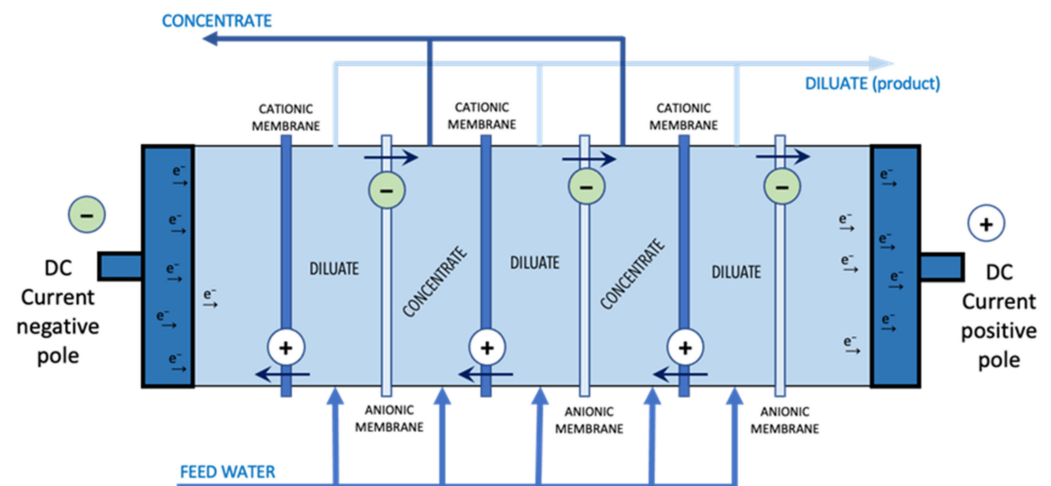 CONCENTRATE
DILUATE (product)
CATIONIC
MEMBRANE
CATIONIC
MEMBRANE
CATIONIC
MEMBRANE
e⁻
e⁻
e⁻
e⁻
e⁻
e⁻
e⁻
e⁻
e⁻
e⁻
e⁻
e⁻
e⁻
−
−
−
−
+
DC
Current
negative
pole
DILUATE
CONCENTRATE
DILUATE
CONCENTRATE
DILUATE
DC
Current
positive
pole
+
+
+
ANIONIC
MEMBRANE
ANIONIC
MEMBRANE
ANIONIC
MEMBRANE
FEED WATER